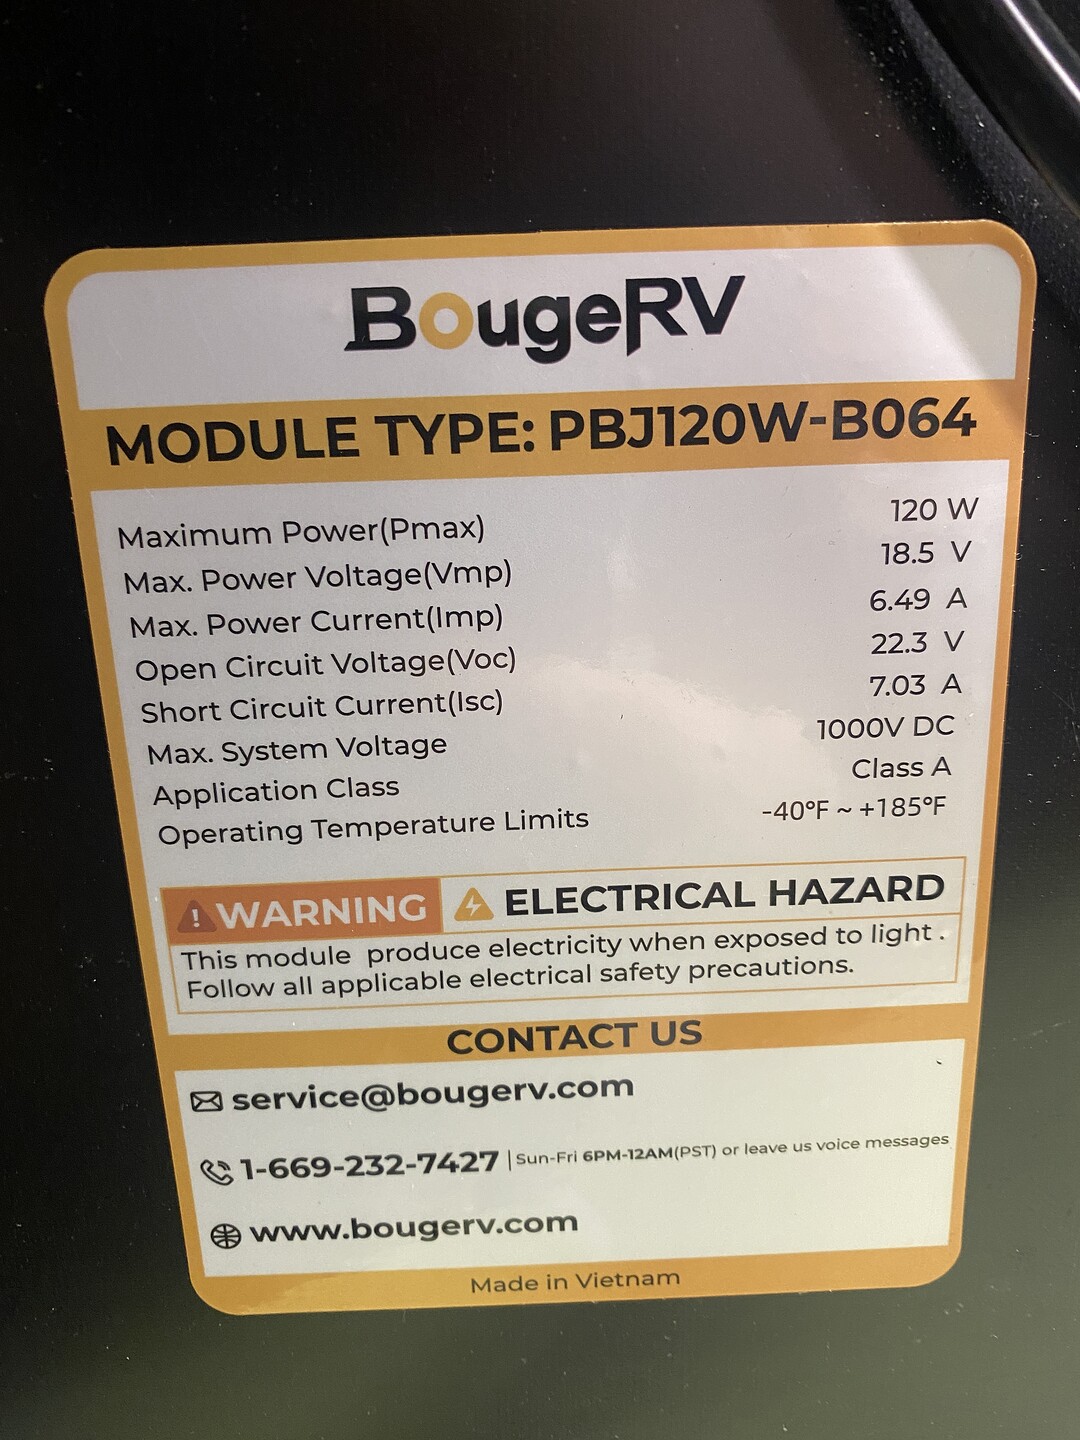 BougeRV
MODULE TYPE: PBJ120W-B064
Maximum Power(Pmax) 120 W
Max. Power Voltage(Vmp) 18.5 V
Max. Power Current(Imp) 6.49 A
Open Circuit Voltage(Voc) 22.3 V
Short Circuit Current(Isc) 7.03 A
Max. System Voltage 1000V DC
Application Class Class A
Operating Temperature Limits -40°F ~ +185°F
! WARNING ELECTRICAL HAZARD
This module produce electricity when exposed to light .
Follow all applicable electrical safety precautions.
CONTACT US
service@bougerv.com
1-669-232-7427 | Sun-Fri 6PM-12AM(PST) or leave us voice messages
www.bougerv.com
Made in Vietnam